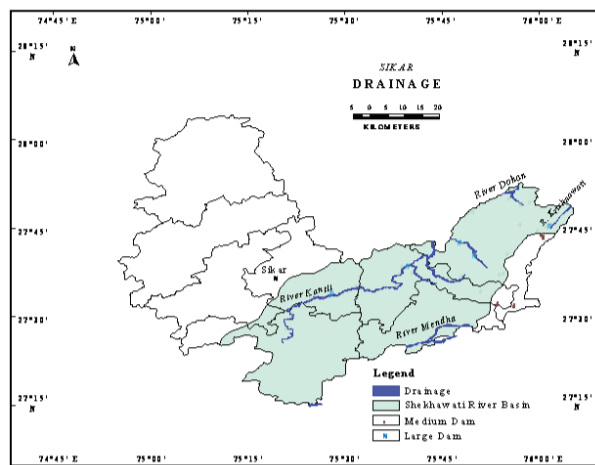 74°45' E 75°00' 75°15' 75°30' 75°45' 76°00' E
28°15' N
28°15' N
N
SIKAR
DRAINAGE
5 0 10 20
KILOMETERS
28°00'
28°00'
River Dohan
27°45'
27°45'
Sikar
River Kantli
27°30'
27°30'
River Mendha
Legend
Drainage
Shekhawati River Basin
Medium Dam
Large Dam
27°15' N
27°15' N
74°45' E 75°00' 75°15' 75°30' 75°45' 76°00' E